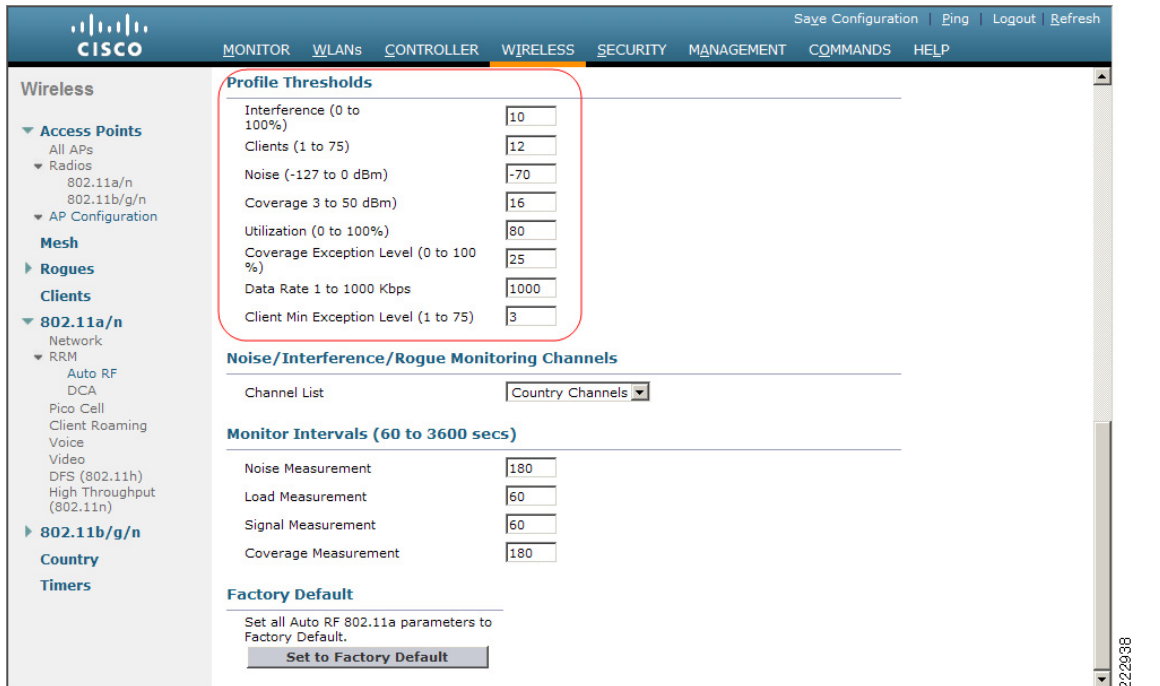 Save Configuration | Ping | Logout | Refresh
CISCO
MONITOR WLANs CONTROLLER WIRELESS SECURITY MANAGEMENT COMMANDS HELP
Wireless
Access Points
All APs
Radios
802.11a/n
802.11b/g/n
AP Configuration
Mesh
Rogues
Clients
802.11a/n
Network
RRM
Auto RF
DCA
Pico Cell
Client Roaming
Voice
Video
DFS (802.11h)
High Throughput
(802.11n)
802.11b/g/n
Country
Timers
Profile Thresholds
Interference (0 to
100%) 10
Clients (1 to 75) 12
Noise (-127 to 0 dBm) -70
Coverage 3 to 50 dBm) 16
Utilization (0 to 100%) 80
Coverage Exception Level (0 to 100
%) 25
Data Rate 1 to 1000 Kbps 1000
Client Min Exception Level (1 to 75) 3
Noise/Interference/Rogue Monitoring Channels
Channel List Country Channels
Monitor Intervals (60 to 3600 secs)
Noise Measurement 180
Load Measurement 60
Signal Measurement 60
Coverage Measurement 180
Factory Default
Set all Auto RF 802.11a parameters to
Factory Default.
Set to Factory Default
222938